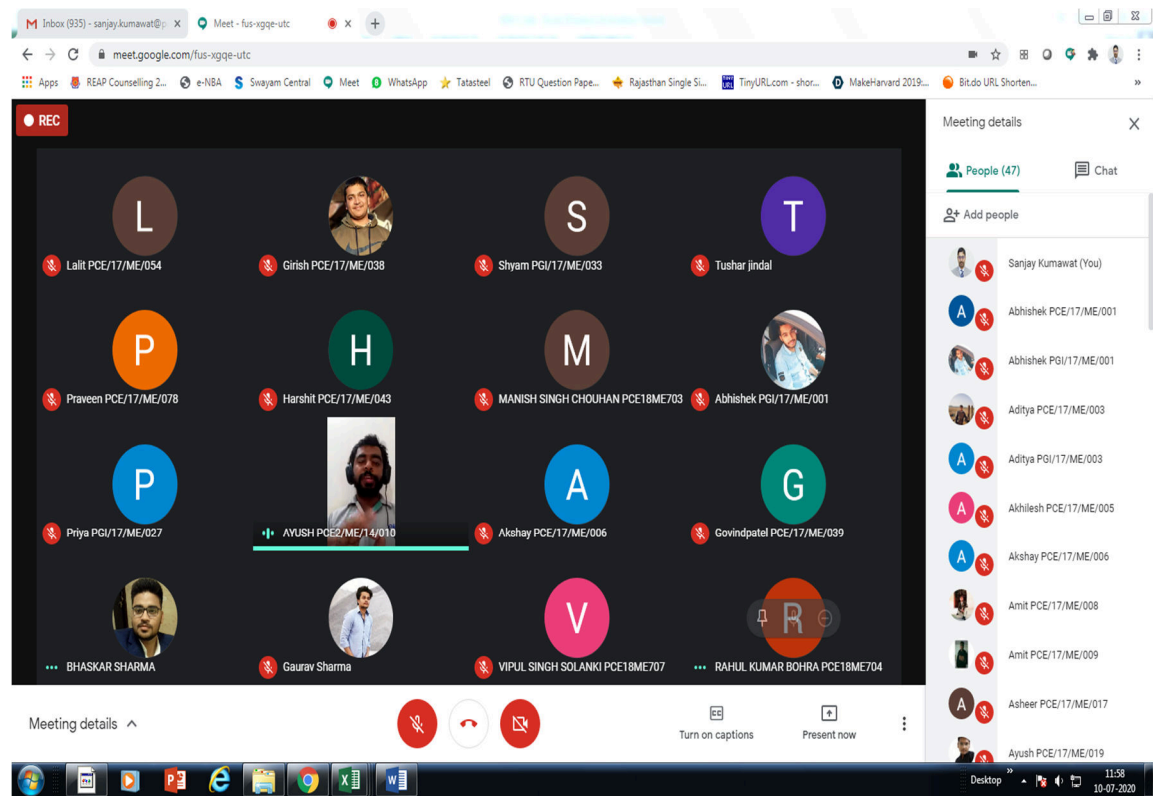 Inbox (935) - sanjay.kumawat@p
Meet - fus-xgqe-utc
meet.google.com/fus-xgqe-utc
Apps REAP Counselling 2... e-NBA Swayam Central Meet WhatsApp Tatasteel RTU Question Pape... Rajasthan Single Si... TinyURL.com - shor... MakeHarvard 2019:... Bit.do URL Shorten... »
REC
L
S
T
Lalit PCE/17/ME/054
Girish PCE/17/ME/038
Shyam PGI/17/ME/033
Tushar jindal
P
H
M
Praveen PCE/17/ME/078
Harshit PCE/17/ME/043
MANISH SINGH CHOUHAN PCE18ME703
Abhishek PGI/17/ME/001
P
A
G
Priya PGI/17/ME/027
AYUSH PCE2/ME/14/010
Akshay PCE/17/ME/006
Govindpatel PCE/17/ME/039
V
R
BHASKAR SHARMA
Gaurav Sharma
VIPUL SINGH SOLANKI PCE18ME707
RAHUL KUMAR BOHRA PCE18ME704
Meeting details
People (47)
Chat
Add people
Sanjay Kumawat (You)
A
Abhishek PCE/17/ME/001
Abhishek PGI/17/ME/001
Aditya PCE/17/ME/003
A
Aditya PGI/17/ME/003
A
Akhilesh PCE/17/ME/005
A
Akshay PCE/17/ME/006
Amit PCE/17/ME/008
Amit PCE/17/ME/009
A
Asheer PCE/17/ME/017
Ayush PCE/17/ME/019
Meeting details
CC
Turn on captions
Present now
Desktop »
11:58
10-07-2020